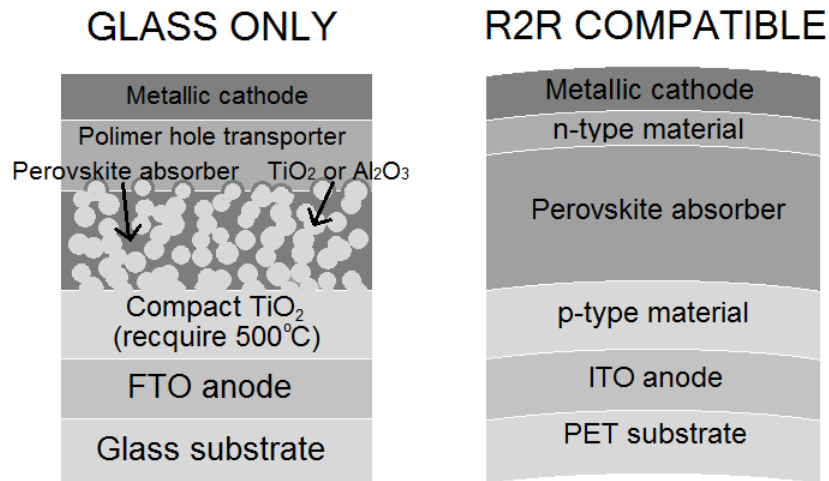 GLASS ONLY
Metallic cathode
Polimer hole transporter
Perovskite absorber
TiO₂ or Al₂O₃
Compact TiO₂
(recquire 500°C)
FTO anode
Glass substrate
R2R COMPATIBLE
Metallic cathode
n-type material
Perovskite absorber
p-type material
ITO anode
PET substrate